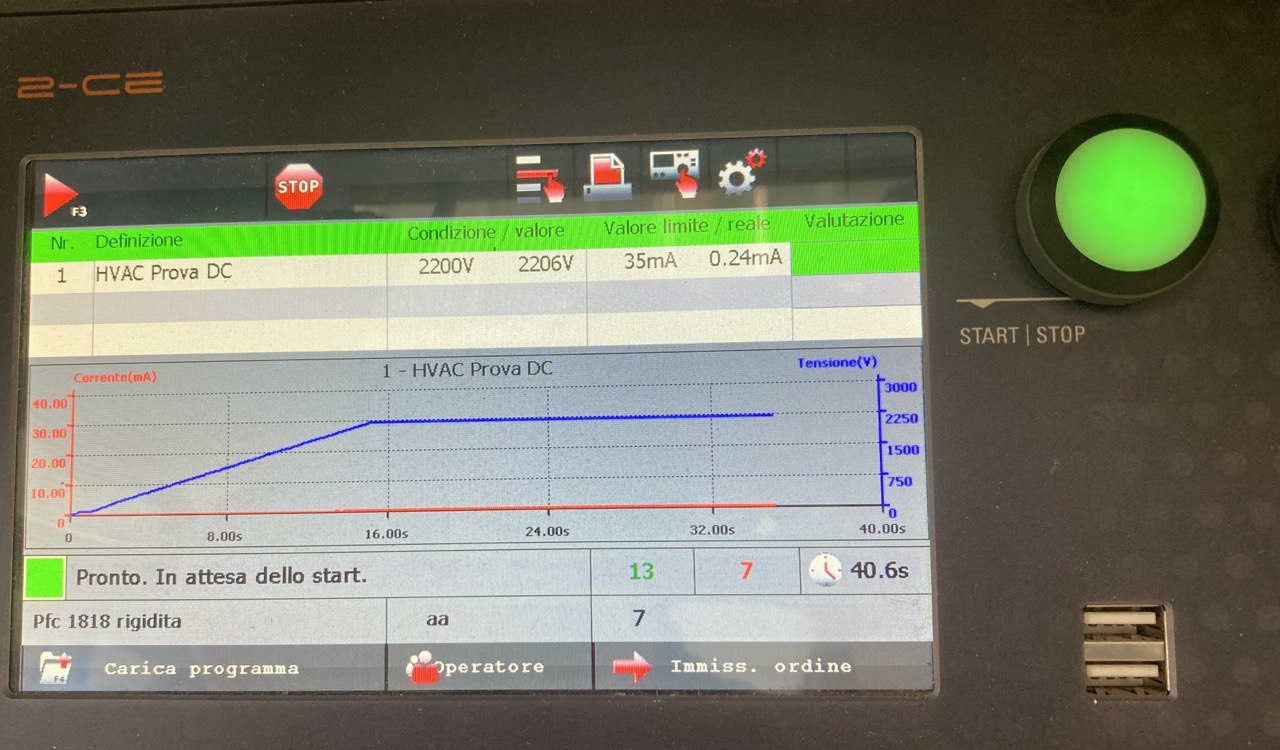 2-CE
F3
STOP
Nr. Definizione Condizione / valore Valore limite / reale Valutazione
1 HVAC Prova DC 2200V 2206V 35mA 0.24mA
START | STOP
Corrente(mA) 1 - HVAC Prova DC Tensione(V)
40.00 3000
30.00 2250
20.00 1500
10.00 750
0 0
0 8.00s 16.00s 24.00s 32.00s 40.00s
Pronto. In attesa dello start. 13 7 40.6s
Pfc 1818 rigidita aa 7
F4 Carica programma Operatore Immiss. ordine